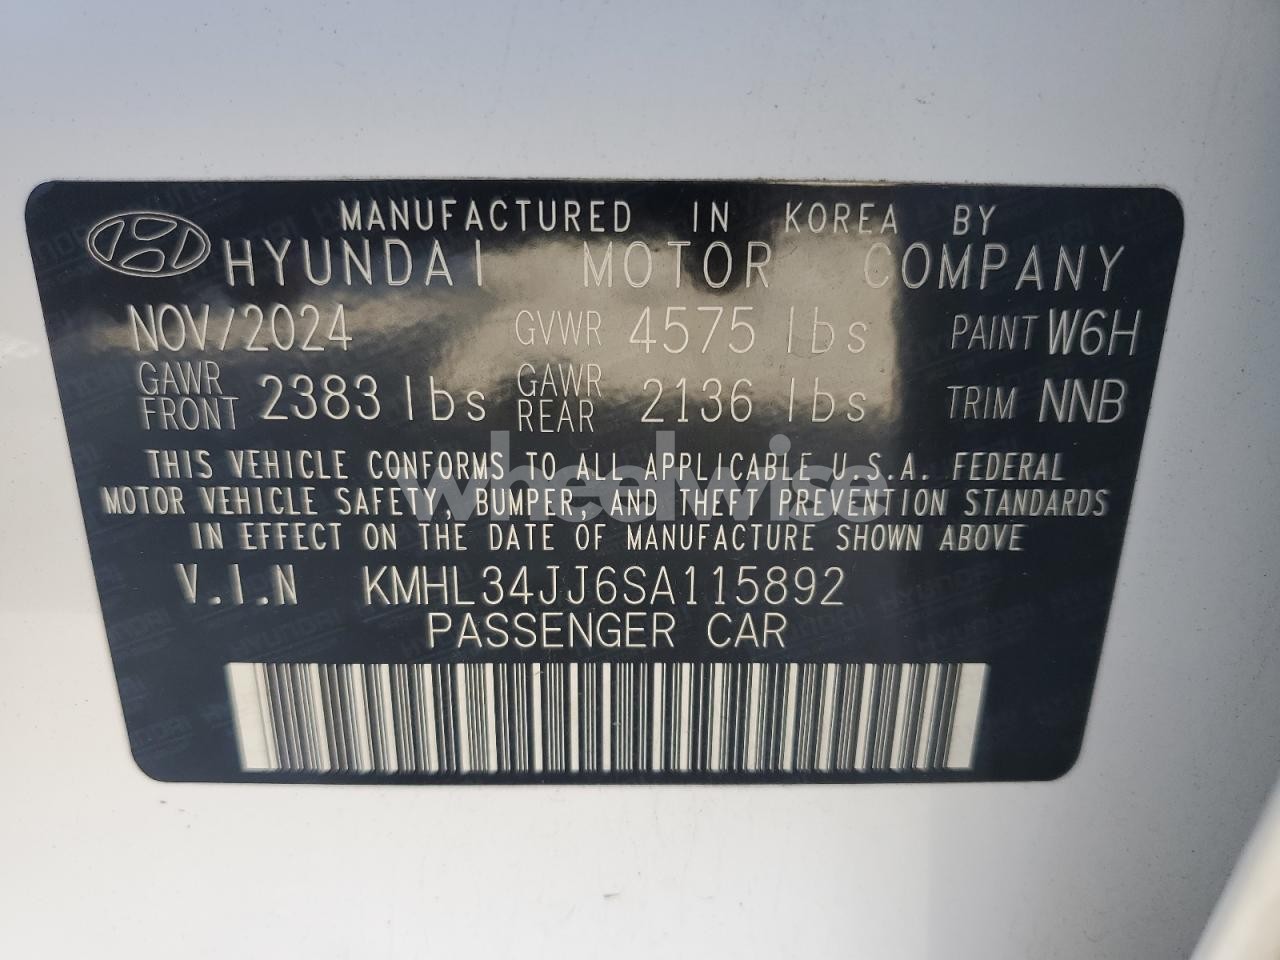 MANUFACTURED IN KOREA BY
HYUNDAI MOTOR COMPANY
NOV/2024 GVWR 4575 lbs PAINT W6H
GAWR FRONT 2383 lbs GAWR REAR 2136 lbs TRIM NNB
THIS VEHICLE CONFORMS TO ALL APPLICABLE U.S.A. FEDERAL
MOTOR VEHICLE SAFETY, BUMPER, AND THEFT PREVENTION STANDARDS
IN EFFECT ON THE DATE OF MANUFACTURE SHOWN ABOVE
wheelwise
V.I.N KMHL34JJ6SA115892
PASSENGER CAR